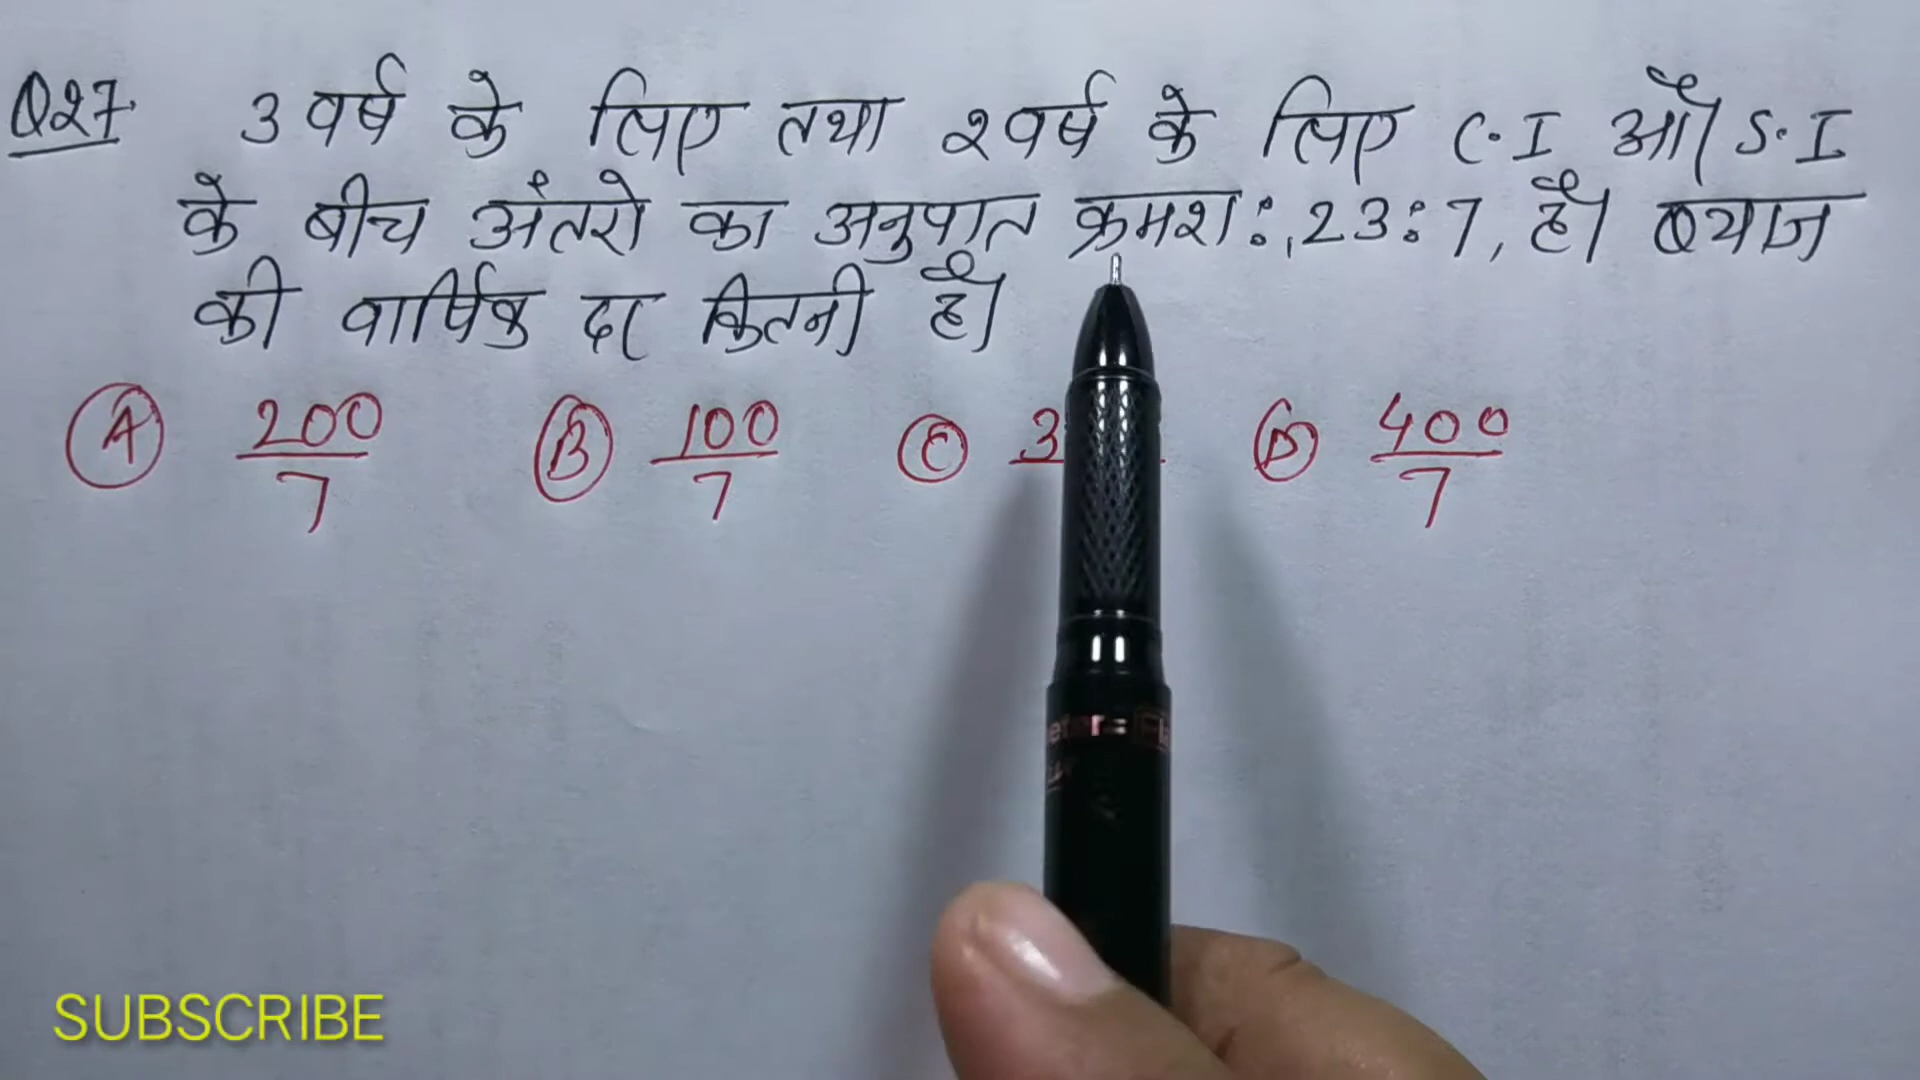 Q27. 3 वर्ष के लिए तथा 2 वर्ष के लिए C.I और S.I
के बीच अंतरो का अनुपात क्रमश: 23:7, है। ब्याज
की वार्षिक दर कितनी है।
A 200/7 B 100/7 C 3 D 400/7
SUBSCRIBE